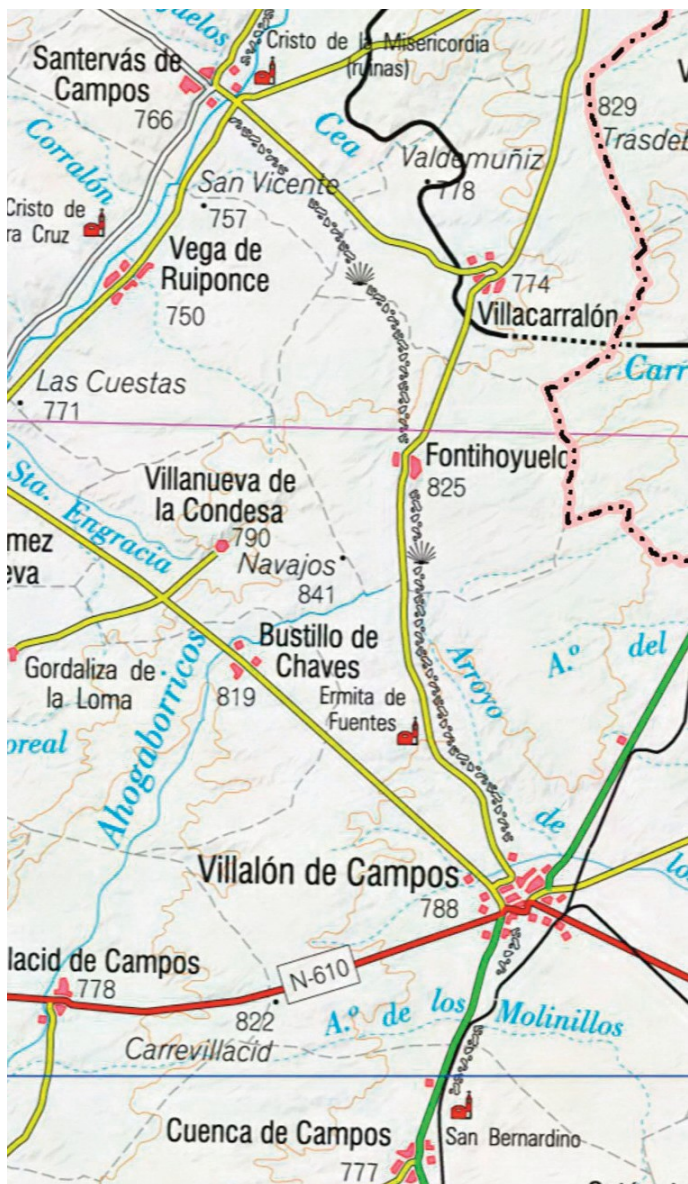 Cristo de la Misericordia
(ruinas)
Santervás de
Campos
766
Cea
829
Trasdeb
Valdemuñiz
778
Corralón
San Vicente
757
Cristo de
ra Cruz
Vega de
Ruiponce
750
774
Villacarralón
Carr
Las Cuestas
771
Fontihoyuelo
825
Sta. Engracia
Villanueva de
la Condesa
790
mez
eva
Navajos
841
Bustillo de
Chaves
819
Arroyo
A.º del
Gordaliza de
la Loma
Ermita de
Fuentes
oreal
Ahogaborricos
de
Villalón de Campos
788
lo
lacid de Campos
778
N-610
822
Carrevillacid
A.º de los Molinillos
Cuenca de Campos
777
San Bernardino